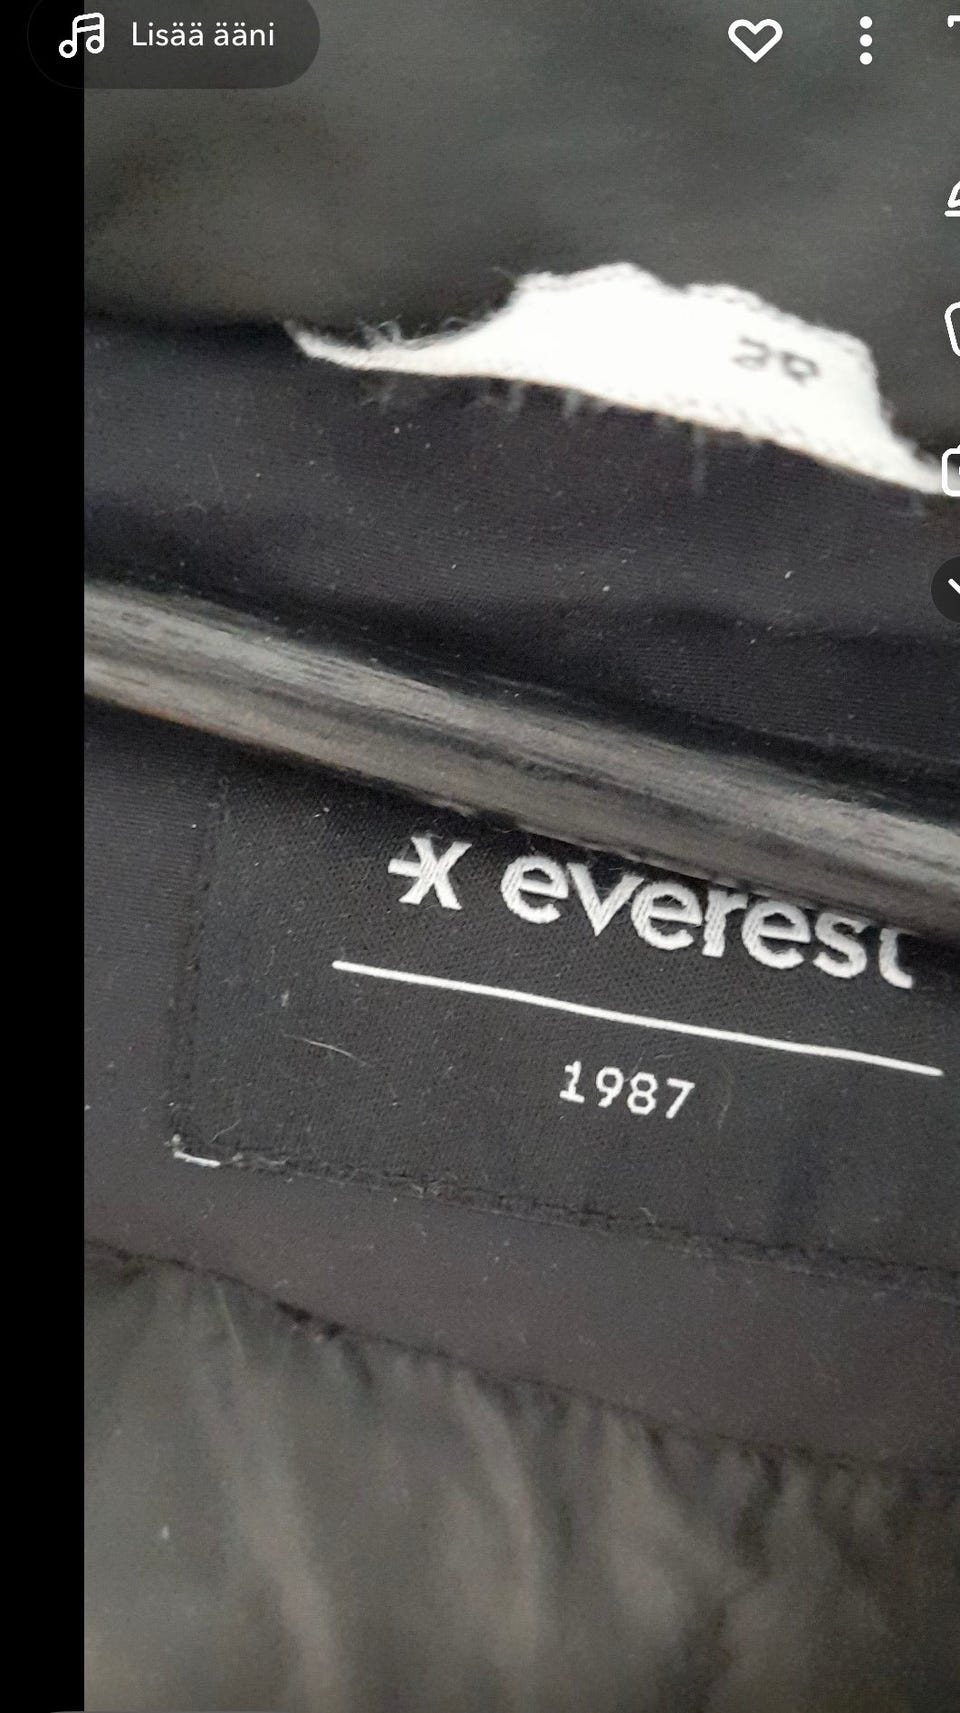 Lisää ääni
everest
1987